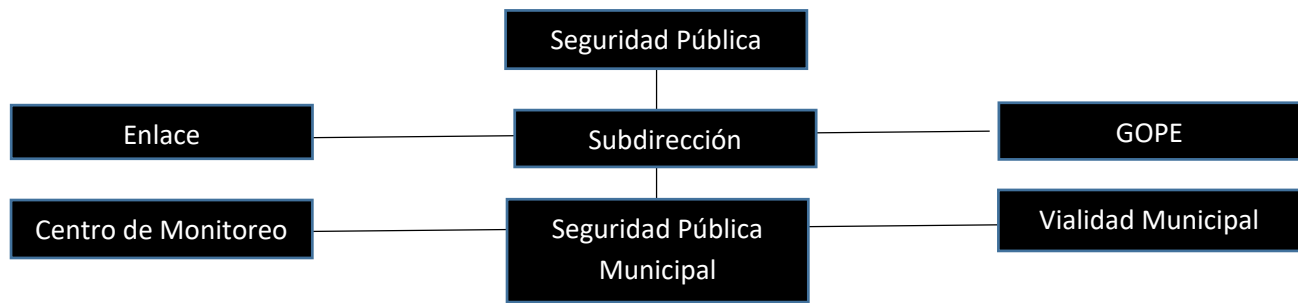 Seguridad Pública
Enlace
Subdirección
GOPE
Centro de Monitoreo
Seguridad Pública
Municipal
Vialidad Municipal